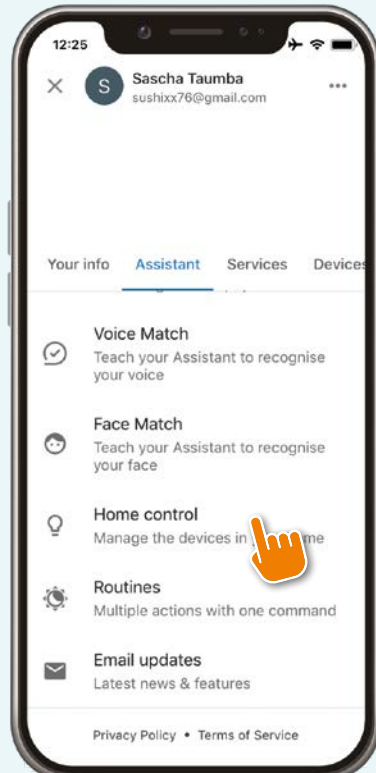 12:25
S
Sascha Taumba
sushixx76@gmail.com
Your info Assistant Services Devices
Voice Match
Teach your Assistant to recognise
your voice
Face Match
Teach your Assistant to recognise
your face
Home control
Manage the devices in
Routines
Multiple actions with one command
Email updates
Latest news & features
Privacy Policy • Terms of Service